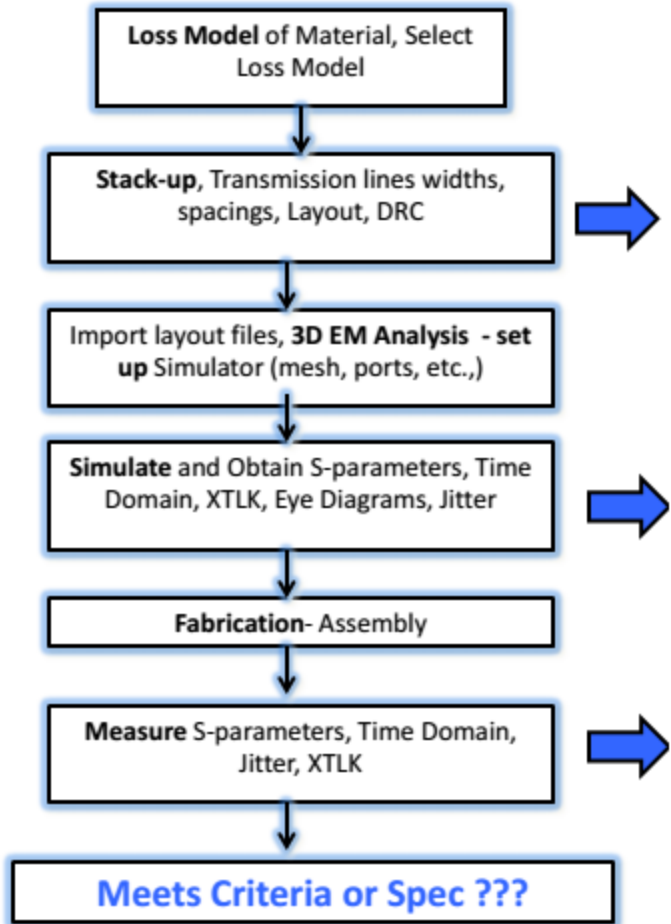 Loss Model of Material, Select
Loss Model
Stack-up, Transmission lines widths,
spacings, Layout, DRC
Import layout files, 3D EM Analysis - set
up Simulator (mesh, ports, etc.,)
Simulate and Obtain S-parameters, Time
Domain, XTLK, Eye Diagrams, Jitter
Fabrication- Assembly
Measure S-parameters, Time Domain,
Jitter, XTLK
Meets Criteria or Spec ???